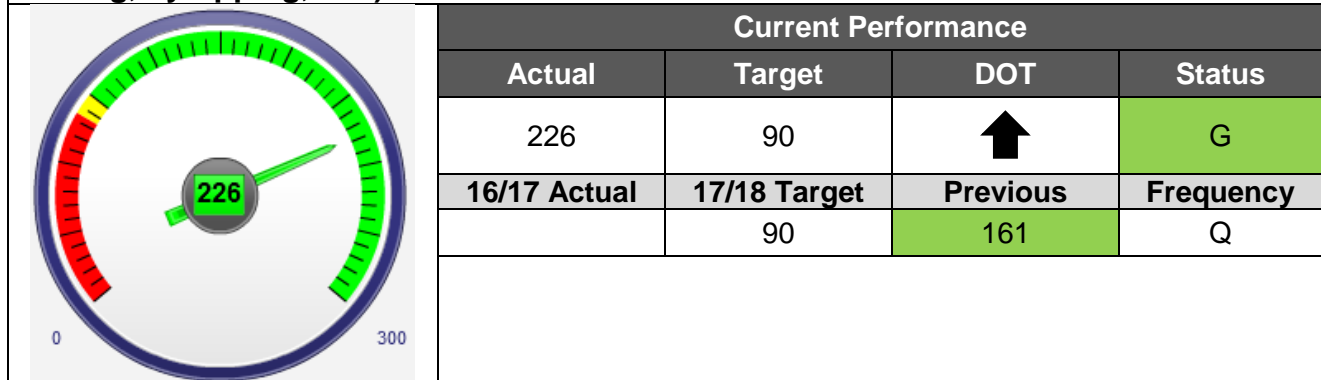 Current Performance
Actual Target DOT Status
226 90 G
16/17 Actual 17/18 Target Previous Frequency
90 161 Q
226
0 300